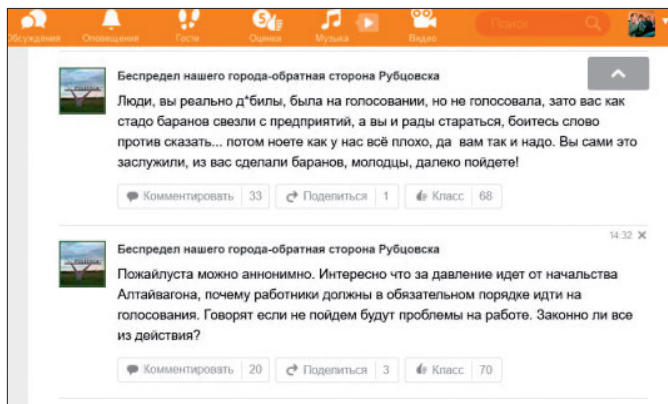 Обсуждения Оповещения Гости Оценки Музыка Видео Поиск
Беспредел нашего города-обратная сторона Рубцовска
Люди, вы реально д*билы, была на голосовании, но не голосовала, зато вас как
стадо баранов свезли с предприятий, а вы и рады стараться, боитесь слово
против сказать... потом ноете как у нас всё плохо, да вам так и надо. Вы сами это
заслужили, из вас сделали баранов, молодцы, далеко пойдете!
Комментировать 33 Поделиться 1 Класс 68
14:32
Беспредел нашего города-обратная сторона Рубцовска
Пожайлуста можно аннонимно. Интересно что за давление идет от начальства
Алтайвагона, почему работники должны в обязательном порядке идти на
голосования. Говорят если не пойдем будут проблемы на работе. Законно ли все
из действия?
Комментировать 20 Поделиться 3 Класс 70